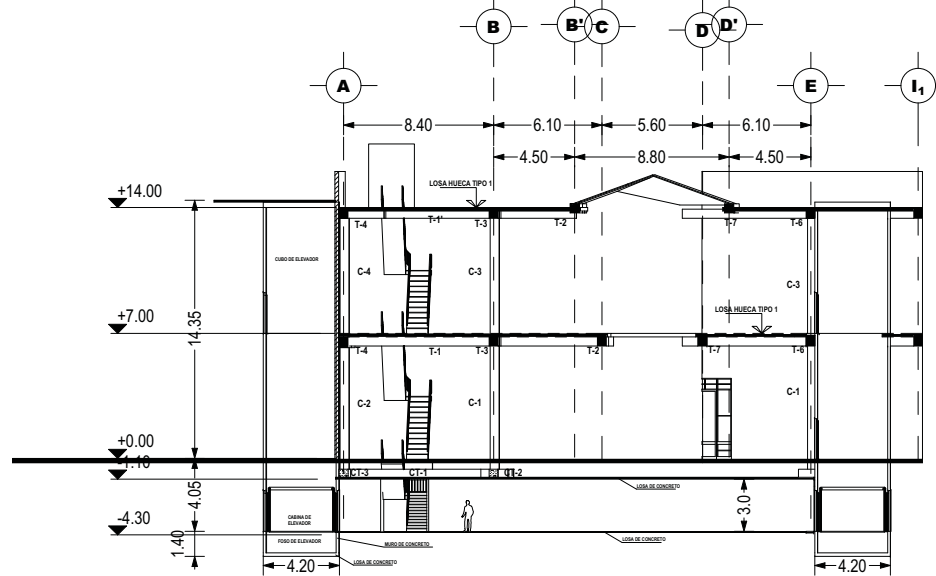 B
B'
C
D
D'
A
E
I1
8.40
6.10
5.60
6.10
4.50
8.80
4.50
+14.00
LOSA HUECA TIPO 1
T-4
T-1'
T-3
T-2
T-7
T-6
CUBO DE ELEVADOR
C-4
C-3
C-3
+7.00
LOSA HUECA TIPO 1
14.35
T-4
T-1
T-3
T-2
T-7
T-6
C-2
C-1
C-1
+0.00
-1.10
CT-3
CT-1
CT-2
LOSA DE CONCRETO
4.05
3.0
CABINA DE
ELEVADOR
-4.30
FOSO DE ELEVADOR
MURO DE CONCRETO
LOSA DE CONCRETO
1.40
LOSA DE CONCRETO
4.20
4.20